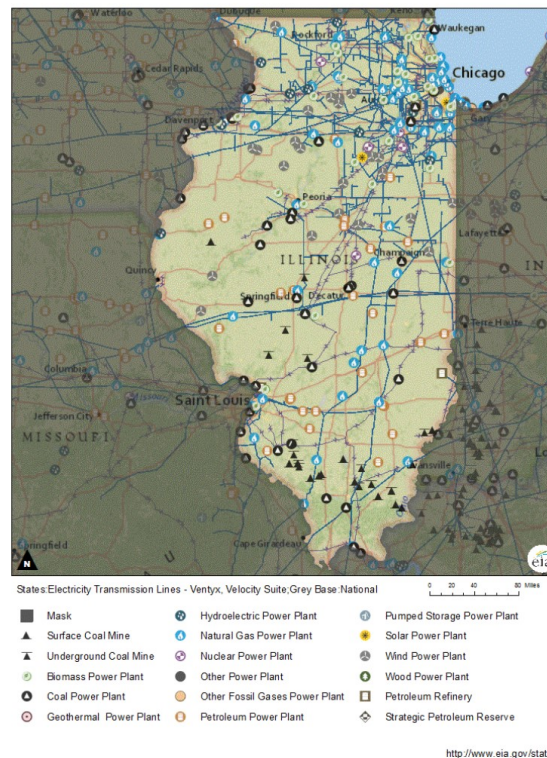 Waterloo
Dubuque
Reno
Rockford
Waukegan
Cedar Rapids
Chicago
Davenport
Gary
Peoria
Lafayette
ILLINOIS
IN
Champaign
Quincy
Springfield
Decatur
Terre Haute
Columbia
Saint Louis
Jefferson City
Missouri
MISSOURI
Evansville
Lo
Springfield
Cape Girardeau
U
N
eia
States:Electricity Transmission Lines - Ventyx, Velocity Suite;Grey Base:National
0 20 40 60 80 Miles
Mask
Hydroelectric Power Plant
Pumped Storage Power Plant
Surface Coal Mine
Natural Gas Power Plant
Solar Power Plant
Underground Coal Mine
Nuclear Power Plant
Wind Power Plant
Biomass Power Plant
Other Power Plant
Wood Power Plant
Coal Power Plant
Other Fossil Gases Power Plant
Petroleum Refinery
Geothermal Power Plant
Petroleum Power Plant
Strategic Petroleum Reserve
http://www.eia.gov/stat